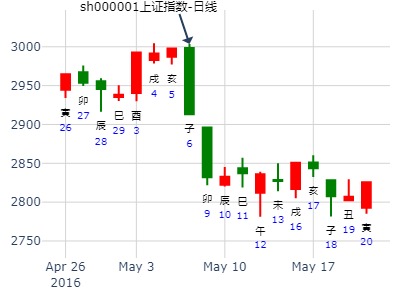 sh000001上证指数-日线
3000
2950
2900
2850
2800
2750
寅
26
卯
27
辰
28
巳
29
酉
3
戌
4
亥
5
子
6
卯
9
辰
10
巳
11
午
12
未
13
戌
16
亥
17
子
18
丑
19
寅
20
Apr 26
2016
May 3
May 10
May 17